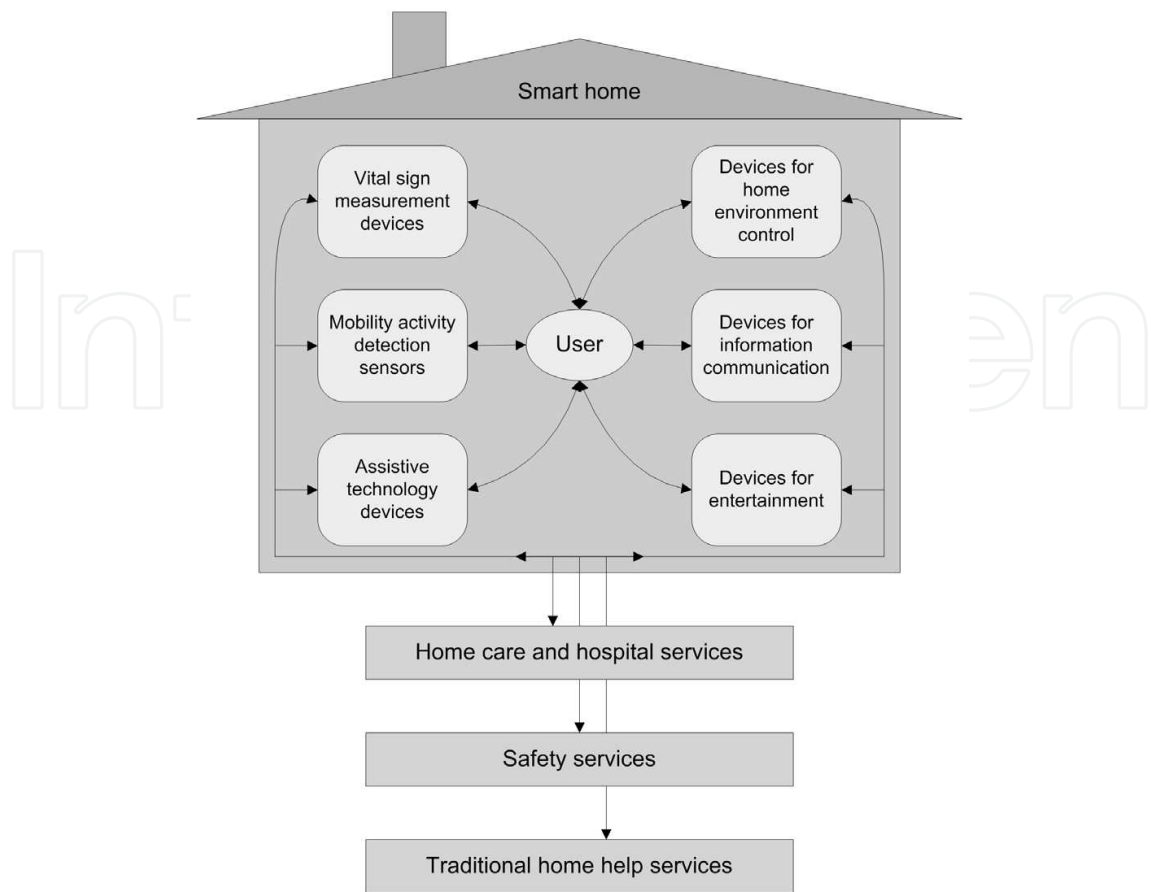 Smart home
Vital sign
measurement
devices
Devices for
home
environment
control
Mobility activity
detection
sensors
User
Devices for
information
communication
Assistive
technology
devices
Devices for
entertainment
Home care and hospital services
Safety services
Traditional home help services